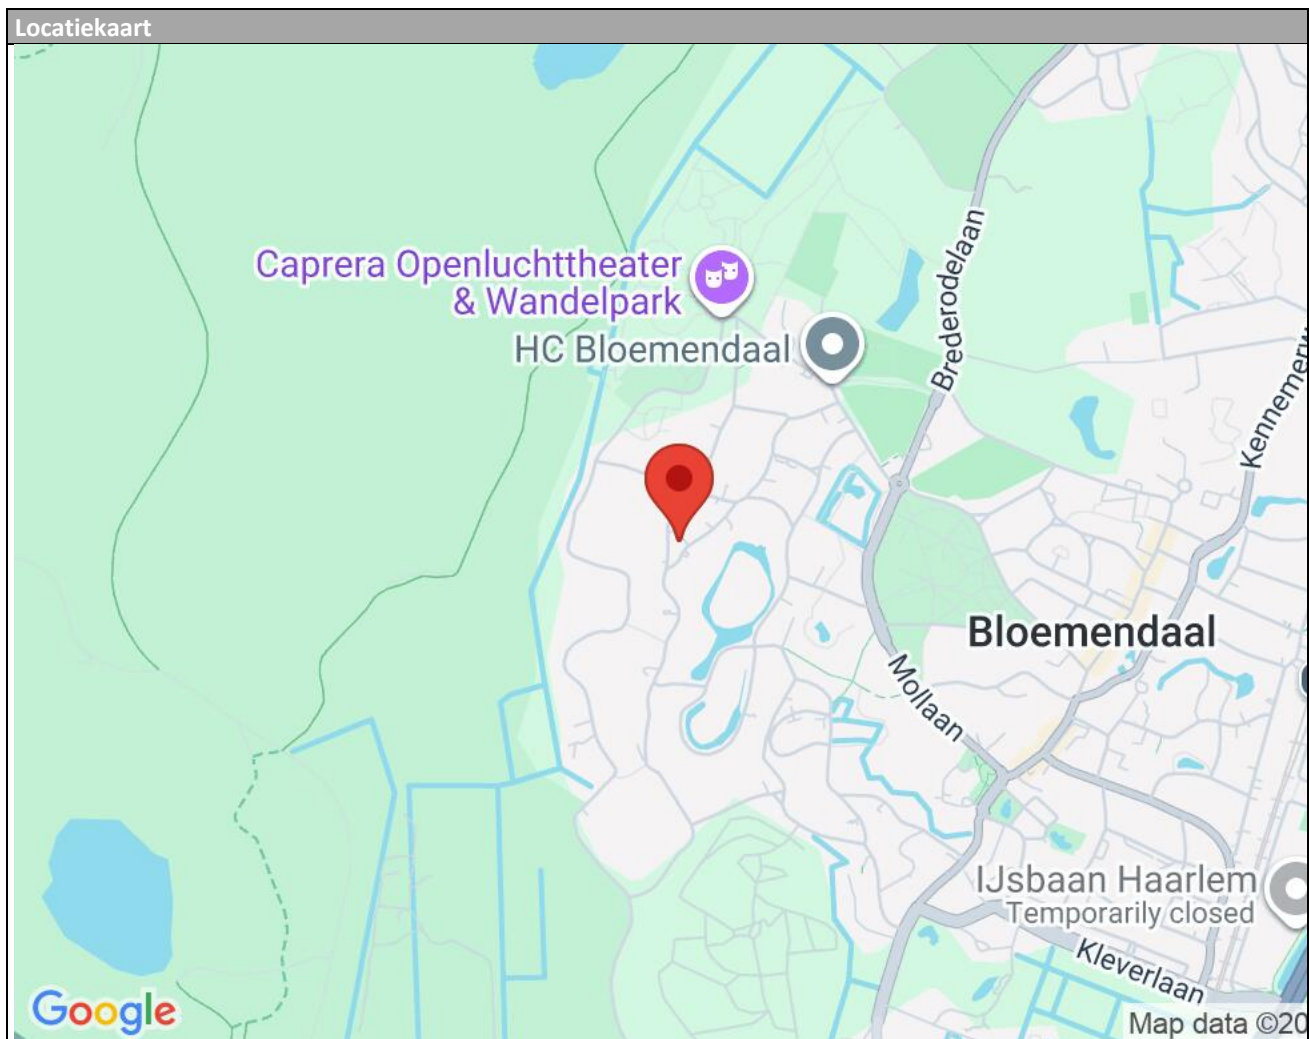 Locatiekaart
Caprera Openluchttheater
& Wandelpark
HC Bloemendaal
Brederodelaan
Bloemendaal
Mollaan
IJsbaan Haarlem
Temporarily closed
Kleverlaan
Google
Map data ©20